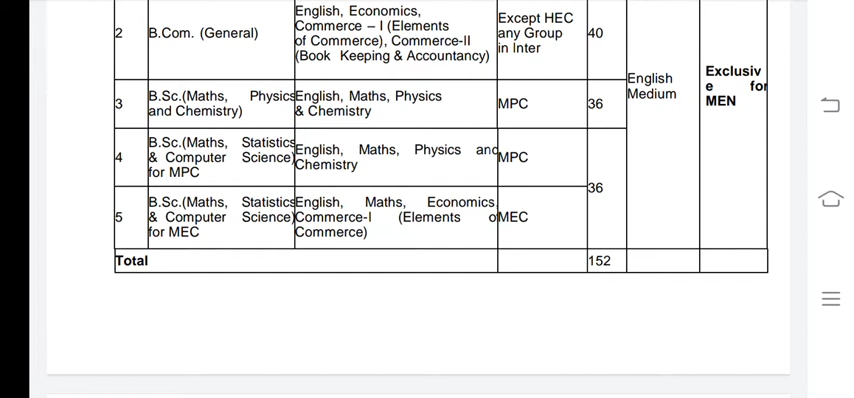 2 B.Com. (General) English, Economics, Commerce – I (Elements of Commerce), Commerce-II (Book Keeping & Accountancy) Except HEC any Group in Inter 40
English Medium
Exclusiv e for MEN
3 B.Sc.(Maths, Physics and Chemistry) English, Maths, Physics & Chemistry MPC 36
4 B.Sc.(Maths, Statistics & Computer Science) for MPC English, Maths, Physics and Chemistry MPC
36
5 B.Sc.(Maths, Statistics & Computer Science) for MEC English, Maths, Economics, Commerce-I (Elements o Commerce) MEC
Total 152